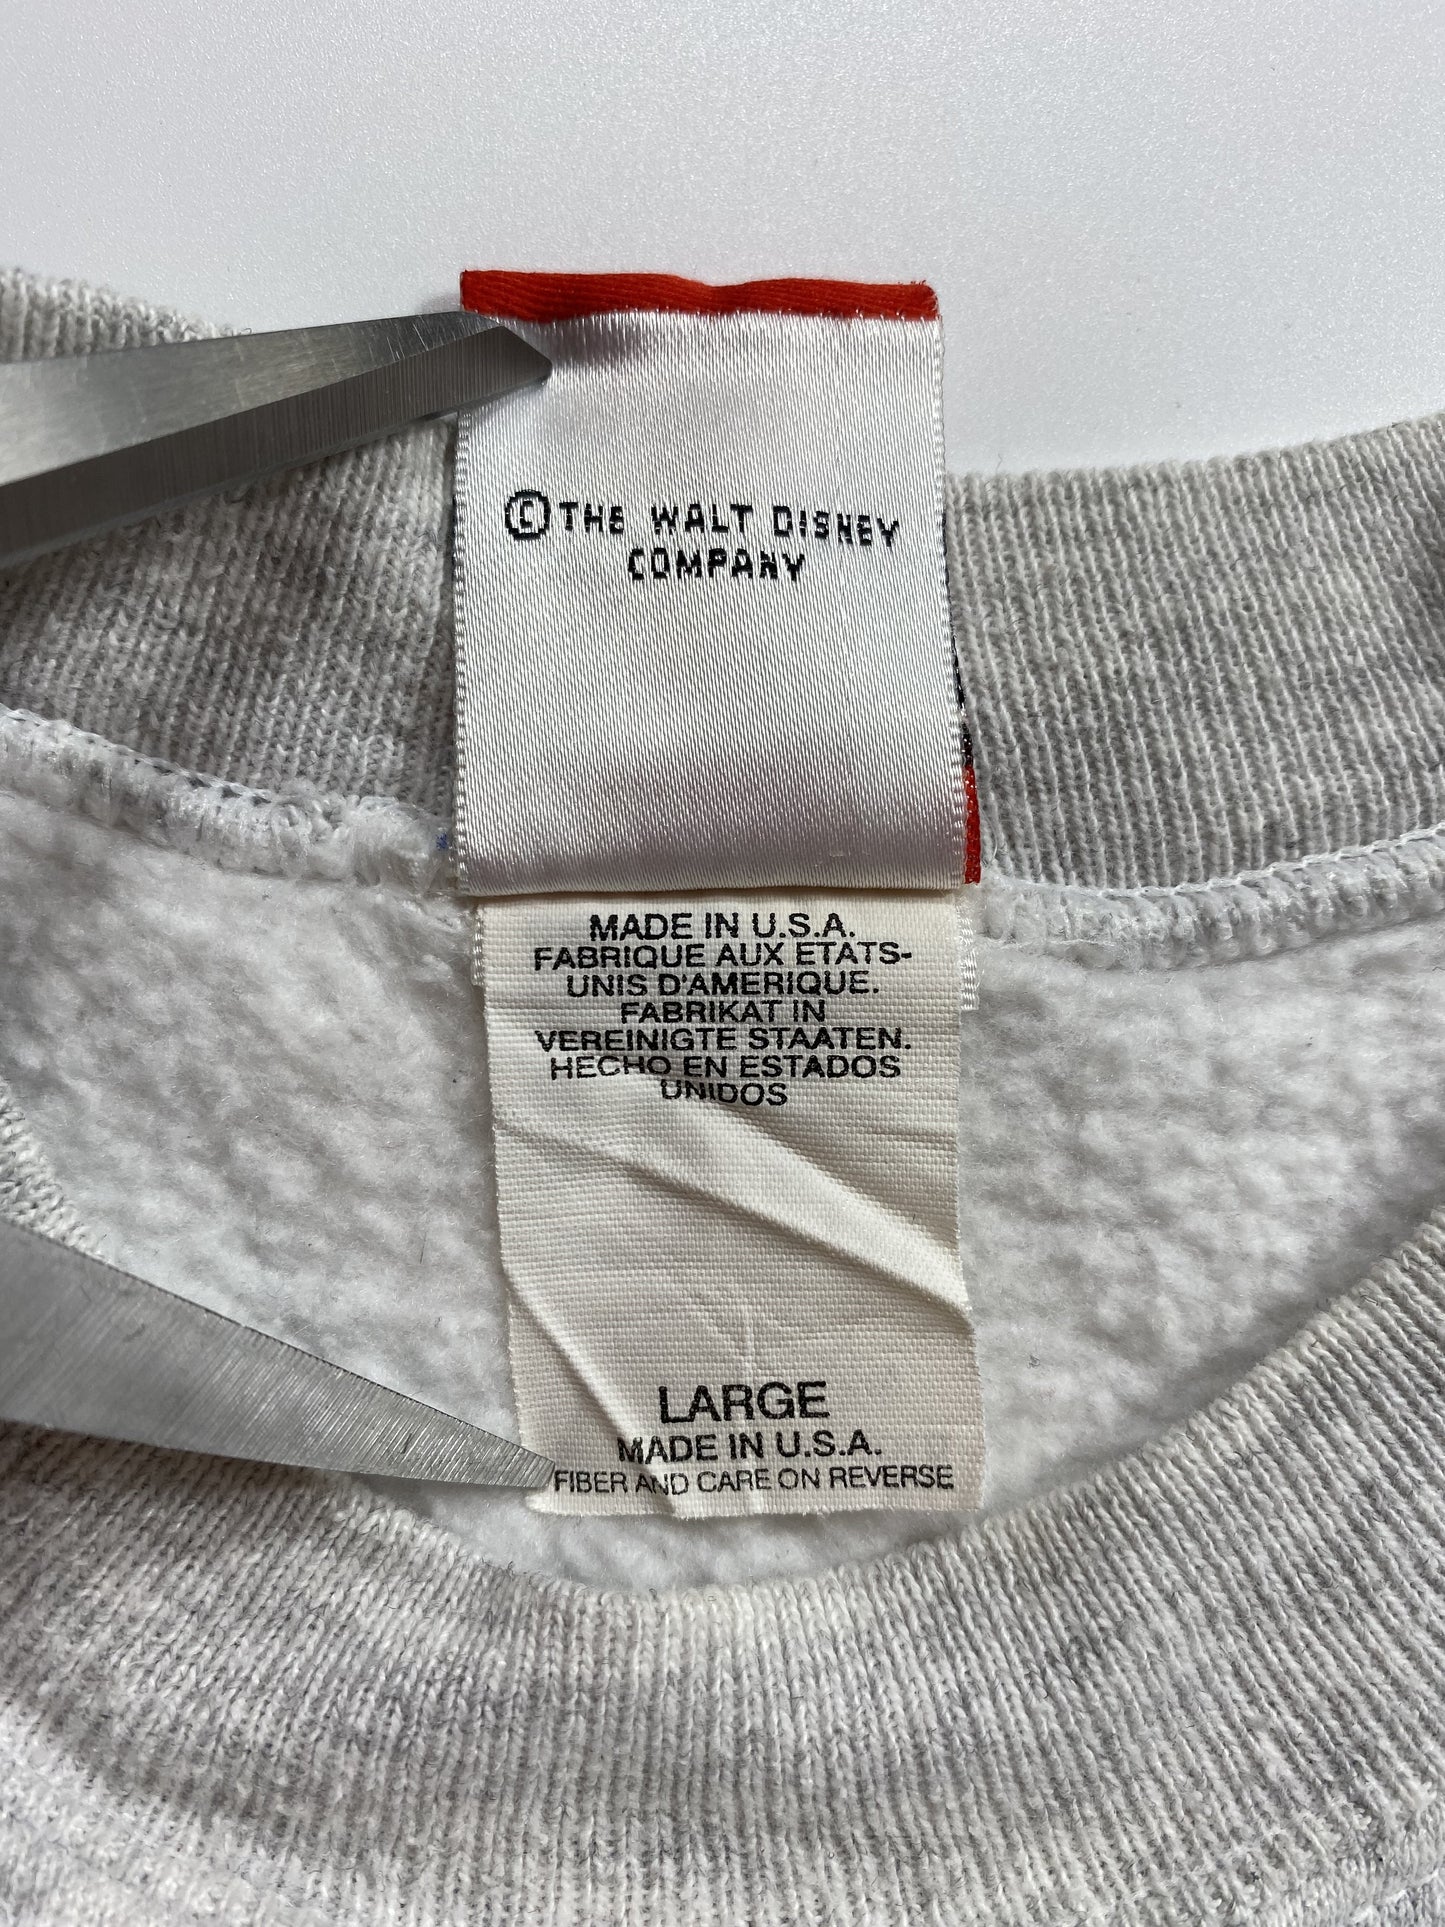 © THE WALT DISNEY
COMPANY
MADE IN U.S.A.
FABRIQUE AUX ETATS-
UNIS D'AMERIQUE.
FABRIKAT IN
VEREINIGTE STAATEN.
HECHO EN ESTADOS
UNIDOS
LARGE
MADE IN U.S.A.
FIBER AND CARE ON REVERSE